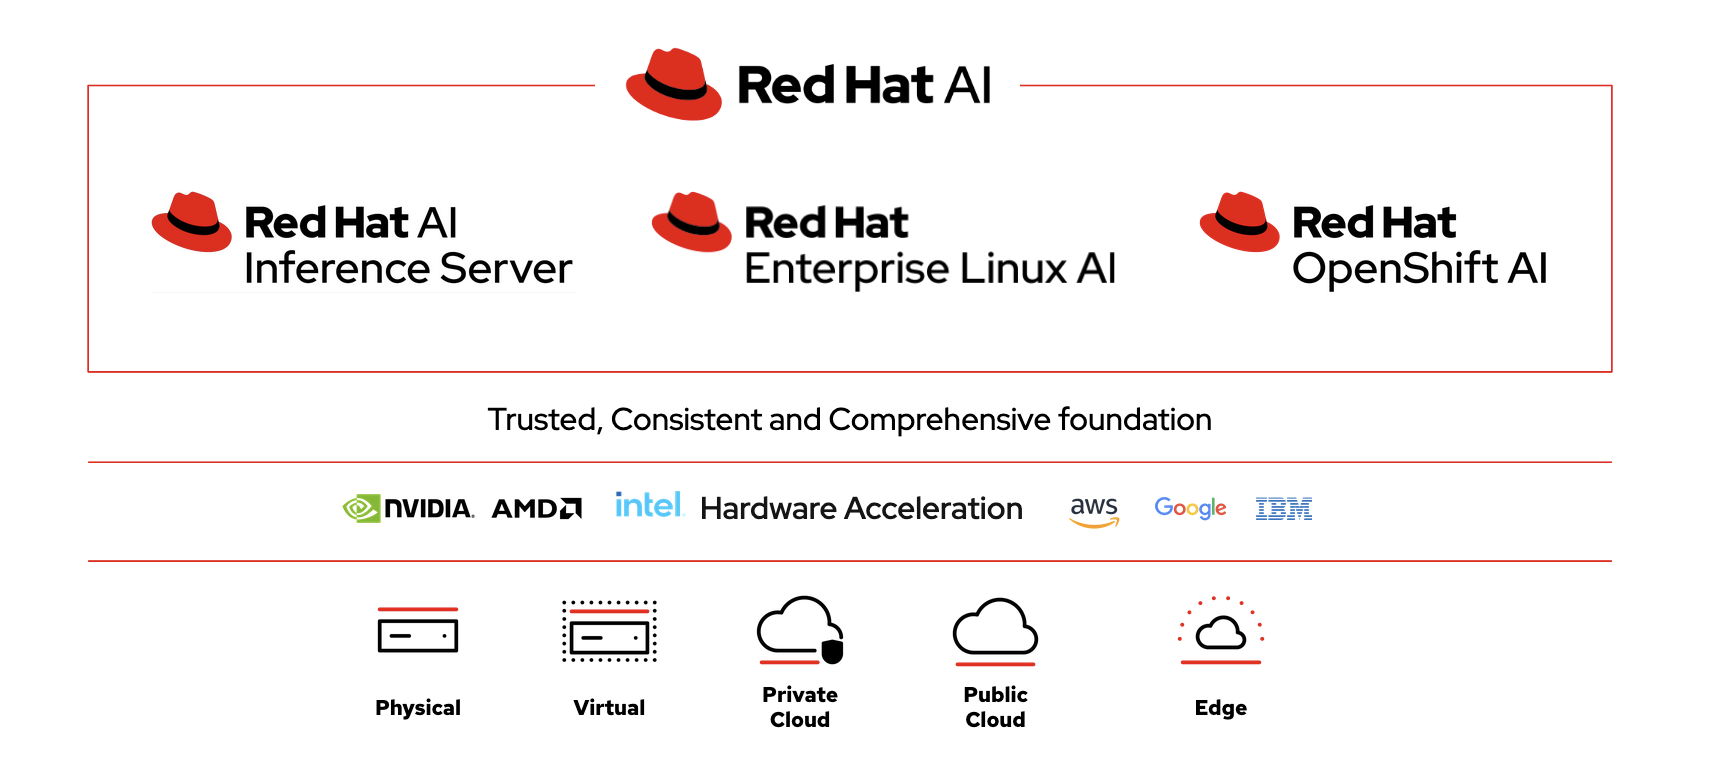 Red Hat AI
Red Hat AI
Inference Server
Red Hat
Enterprise Linux AI
Red Hat
OpenShift AI
Trusted, Consistent and Comprehensive foundation
NVIDIA. AMD intel. Hardware Acceleration aws Google IBM
Physical
Virtual
Private
Cloud
Public
Cloud
Edge